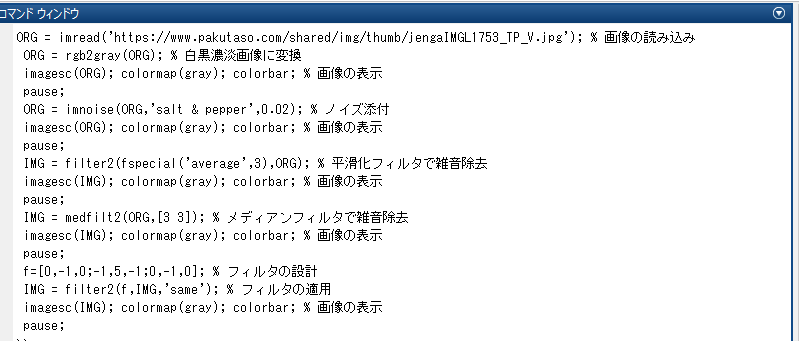 コマンド ウィンドウ
ORG = imread('https://www.pakutaso.com/shared/img/thumb/jengaIMGL1753_TP_V.jpg'); % 画像の読み込み
ORG = rgb2gray(ORG); % 白黒濃淡画像に変換
imagesc(ORG); colormap(gray); colorbar; % 画像の表示
pause;
ORG = imnoise(ORG,'salt & pepper',0.02); % ノイズ添付
imagesc(ORG); colormap(gray); colorbar; % 画像の表示
pause;
IMG = filter2(fspecial('average',3),ORG); % 平滑化フィルタで雑音除去
imagesc(IMG); colormap(gray); colorbar; % 画像の表示
pause;
IMG = medfilt2(ORG,[3 3]); % メディアンフィルタで雑音除去
imagesc(IMG); colormap(gray); colorbar; % 画像の表示
pause;
f=[0,-1,0;-1,5,-1;0,-1,0]; % フィルタの設計
IMG = filter2(f,IMG,'same'); % フィルタの適用
imagesc(IMG); colormap(gray); colorbar; % 画像の表示
pause;